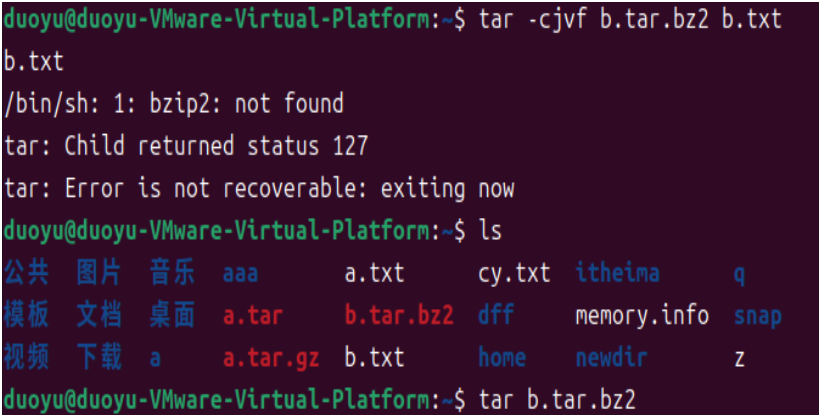 duoyu@duoyu-VMware-Virtual-Platform:~$ tar -cjvf b.tar.bz2 b.txt
b.txt
/bin/sh: 1: bzip2: not found
tar: Child returned status 127
tar: Error is not recoverable: exiting now
duoyu@duoyu-VMware-Virtual-Platform:~$ ls
公共 图片 音乐 aaa a.txt cy.txt itheima q
模板 文档 桌面 a.tar b.tar.bz2 dff memory.info snap
视频 下载 a a.tar.gz b.txt home newdir z
duoyu@duoyu-VMware-Virtual-Platform:~$ tar b.tar.bz2